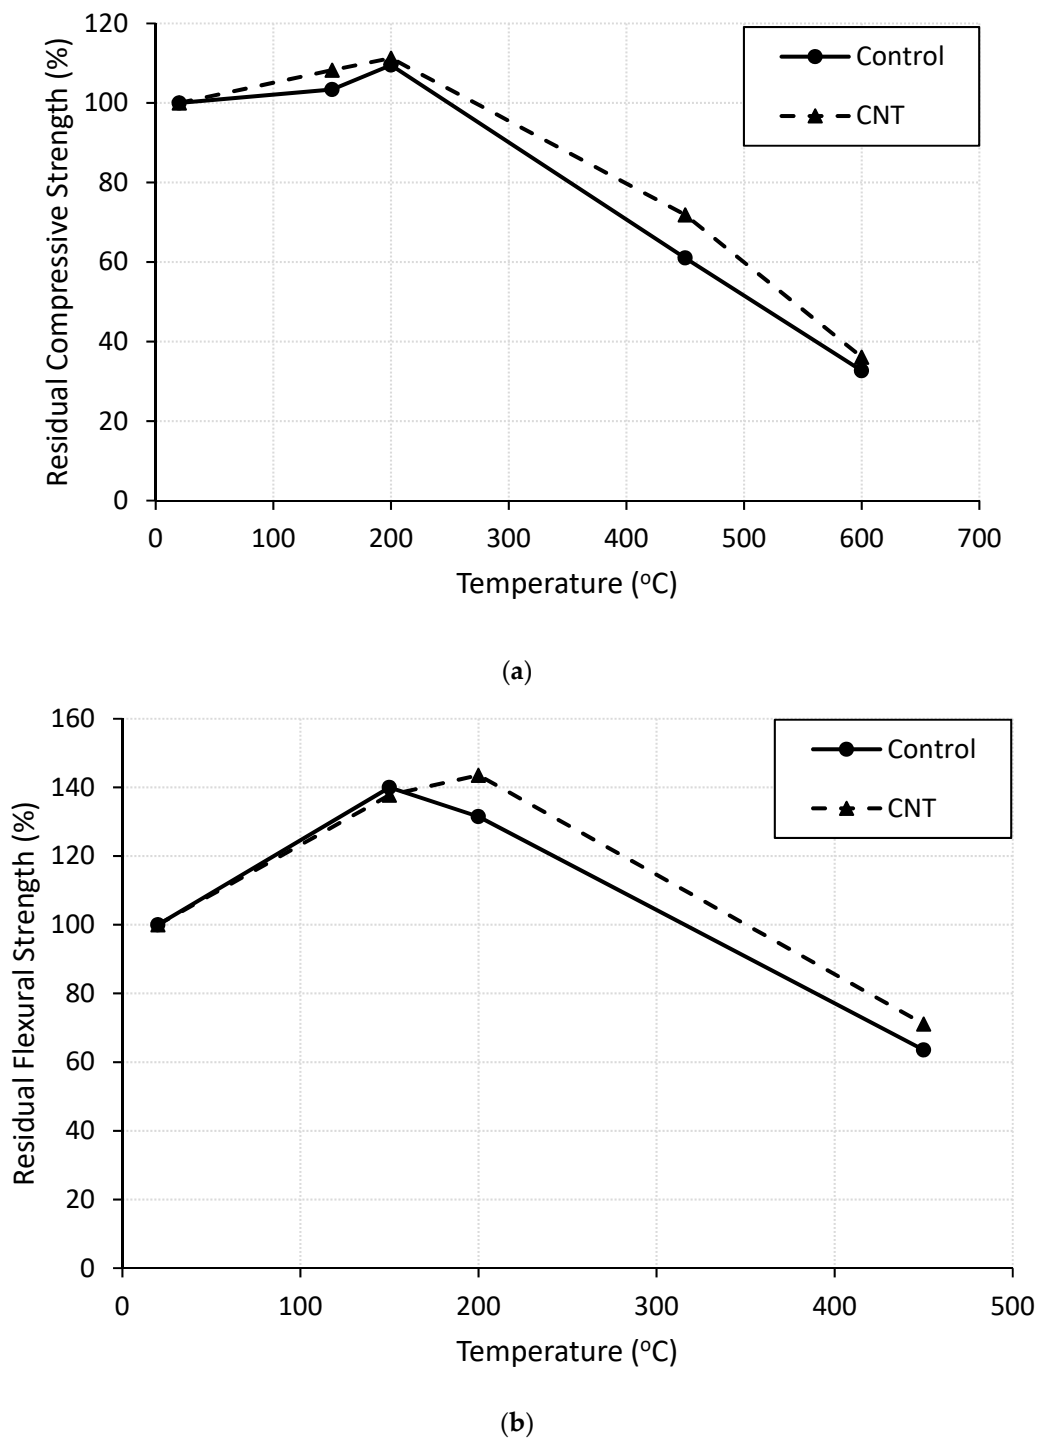 Residual Compressive Strength (%)
120
100
80
60
40
20
0
0 100 200 300 400 500 600 700
Temperature (ºC)
Control
CNT
(a)
Residual Flexural Strength (%)
160
140
120
100
80
60
40
20
0
0 100 200 300 400 500
Temperature (ºC)
Control
CNT
(b)